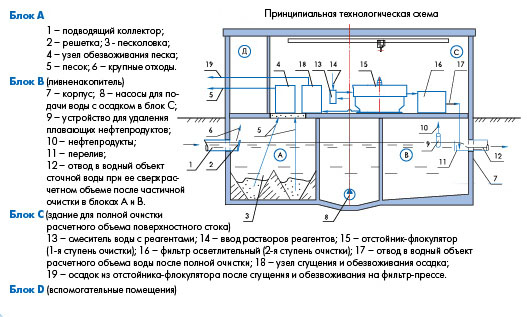 Блок А
Принципиальная технологическая схема
1 – подводящий коллектор;
2 – решетка; 3 - песколовка;
4 – узел обезвоживания песка;
5 – песок; 6 – крупные отходы.
Блок В (пивненакопитель)
7 – корпус; 8 – насосы для по-
дачи воды с осадком в блок С;
9 – устройство для удаления
плавающих нефтепродуктов;
10 – нефтепродукты;
11 – перелив;
12 – отвод в водный объект
сточной воды при ее сверхрас-
четном объеме после частичной
очистки в блоках А и В.
Блок С (здание для полной очистки
расчетного объема поверхностного стока)
13 – смеситель воды с реагентами; 14 – ввод растворов реагентов; 15 – отстойник-флокулятор
(1-я ступень очистки); 16 – фильтр осветлительный (2-я ступень очистки); 17 – отвод в водный объект
расчетного объема воды после полной очистки; 18 – узел сгущения и обезвоживания осадка;
19 – осадок из отстойника-флокулятора после сгущения и обезвоживания на фильтр-прессе.
Блок D (вспомогательные помещения)
Д
С
19
4
18
13
14
15
16
17
6
5
А
В
10
9
1
2
3
8
11
12
7